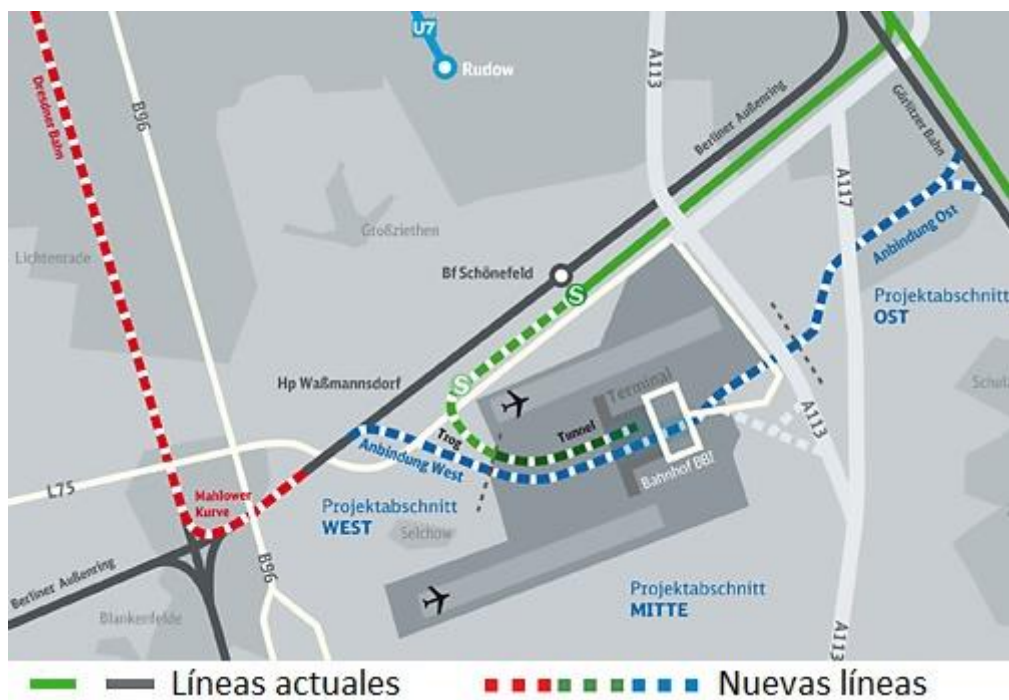 U7
Rudow
A113
B96
Dresdner Bahn
Berliner Außenring
Görlitzer Bahn
A117
Großziethen
Lichtenrade
Bf Schönefeld
S
Anbindung Ost
Projektabschnitt
OST
Hp Waßmannsdorf
S
Terminal
Trog
Tunnel
Anbindung West
Bahnhof BBI
A113
L75
Mahlower
Kurve
Projektabschnitt
WEST
Selchow
B96
Berliner Außenring
Blankenfelde
Projektabschnitt
MITTE
A113
Líneas actuales
Nuevas líneas